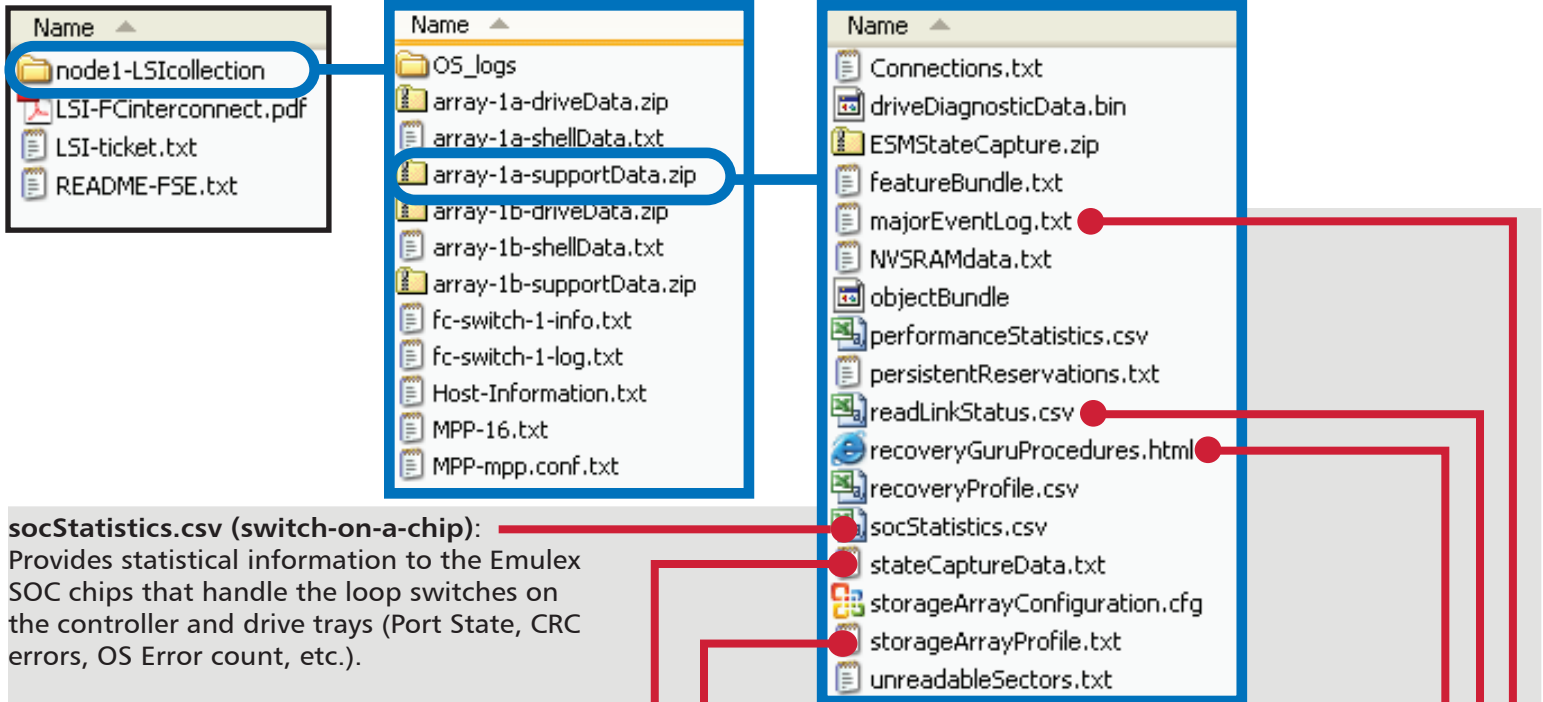 Name
node1-LSIcollection
LSI-FCinterconnect.pdf
LSI-ticket.txt
README-FSE.txt
Name
OS_logs
array-1a-driveData.zip
array-1a-shellData.txt
array-1a-supportData.zip
array-1b-driveData.zip
array-1b-shellData.txt
array-1b-supportData.zip
fc-switch-1-info.txt
fc-switch-1-log.txt
Host-Information.txt
MPP-16.txt
MPP-mpp.conf.txt
Name
Connections.txt
driveDiagnosticData.bin
ESMStateCapture.zip
featureBundle.txt
majorEventLog.txt
NVSRAMdata.txt
objectBundle
performanceStatistics.csv
persistentReservations.txt
readLinkStatus.csv
recoveryGuruProcedures.html
recoveryProfile.csv
socStatistics.csv
stateCaptureData.txt
storageArrayConfiguration.cfg
storageArrayProfile.txt
unreadableSectors.txt
socStatistics.csv (switch-on-a-chip):
Provides statistical information to the Emulex
SOC chips that handle the loop switches on
the controller and drive trays (Port State, CRC
errors, OS Error count, etc.).